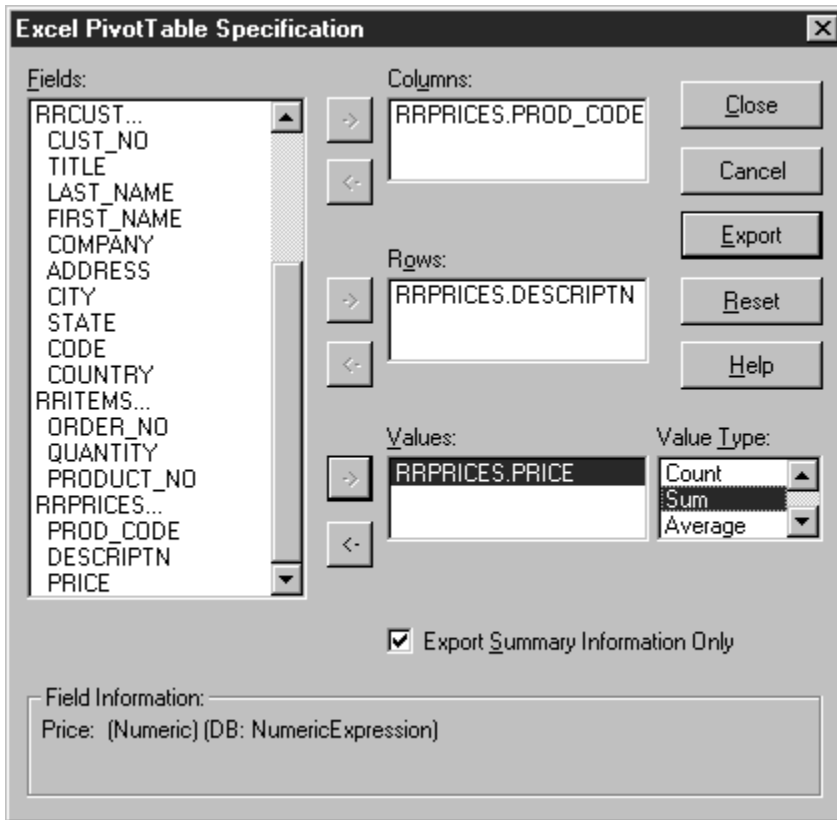 Excel PivotTable Specification
Fields:
RRCUST...
CUST_NO
TITLE
LAST_NAME
FIRST_NAME
COMPANY
ADDRESS
CITY
STATE
CODE
COUNTRY
RRITEMS...
ORDER_NO
QUANTITY
PRODUCT_NO
RRPRICES...
PROD_CODE
DESCRIPTN
PRICE
->
<-
Columns:
RRPRICES.PROD_CODE
->
<-
Rows:
RRPRICES.DESCRIPTN
->
<-
Values:
RRPRICES.PRICE
Value Type:
Count
Sum
Average
Close
Cancel
Export
Reset
Help
Export Summary Information Only
Field Information:
Price: (Numeric) (DB: NumericExpression)